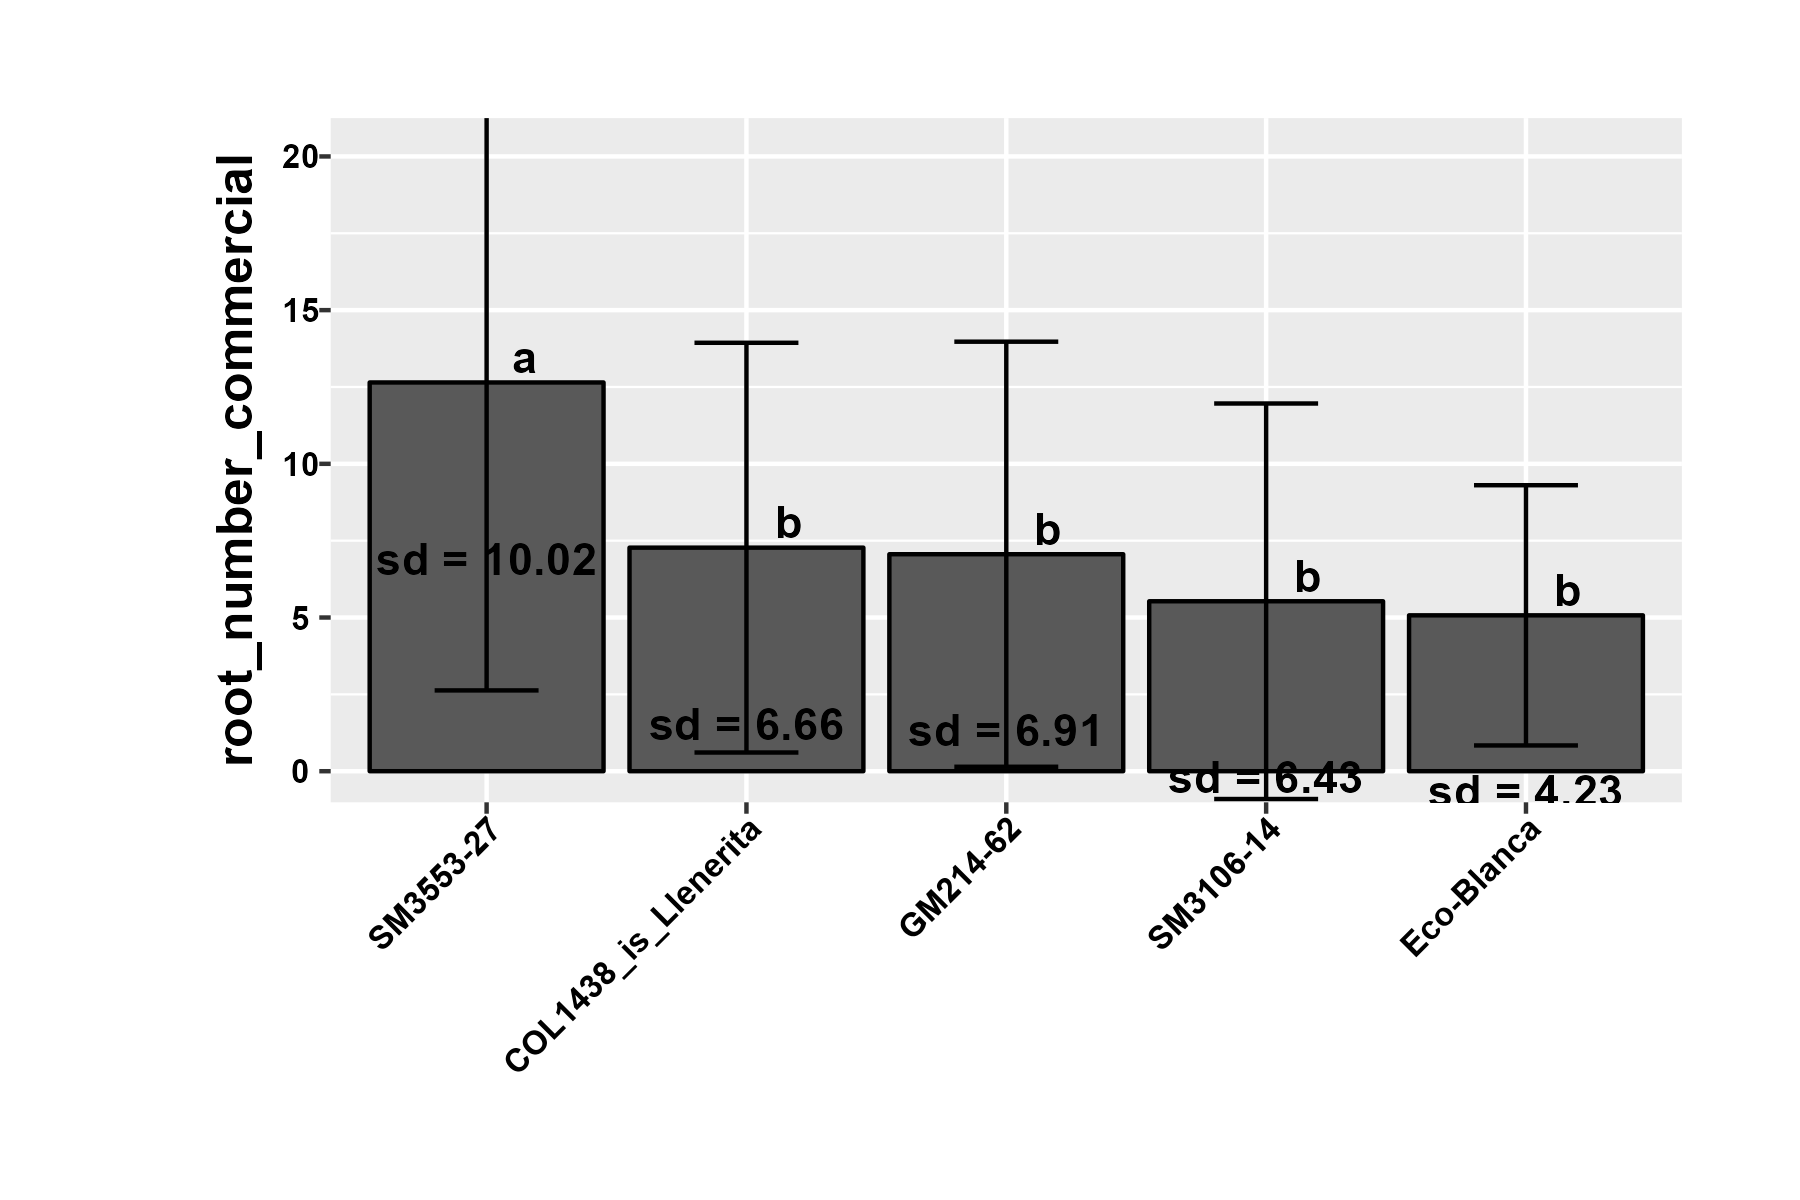 root_number_commercial
20
15
10
5
0
a
b
b
b
b
sd = 10.02
sd = 6.66
sd = 6.91
sd = 6.43
sd = 4.23
SM3553-27
COL1438_is_Llenerita
GM214-62
SM3106-14
Eco-Blanca